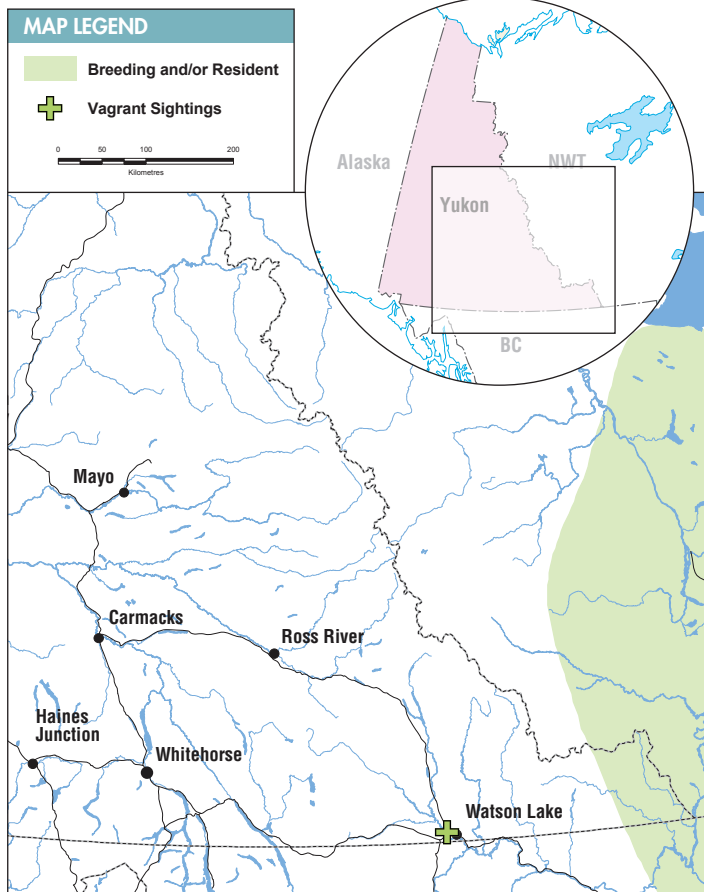 MAP LEGEND
Breeding and/or Resident
Vagrant Sightings
0 50 100 200
Kilometres
Alaska
NWT
Yukon
BC
Mayo
Carmacks
Ross River
Haines
Junction
Whitehorse
Watson Lake